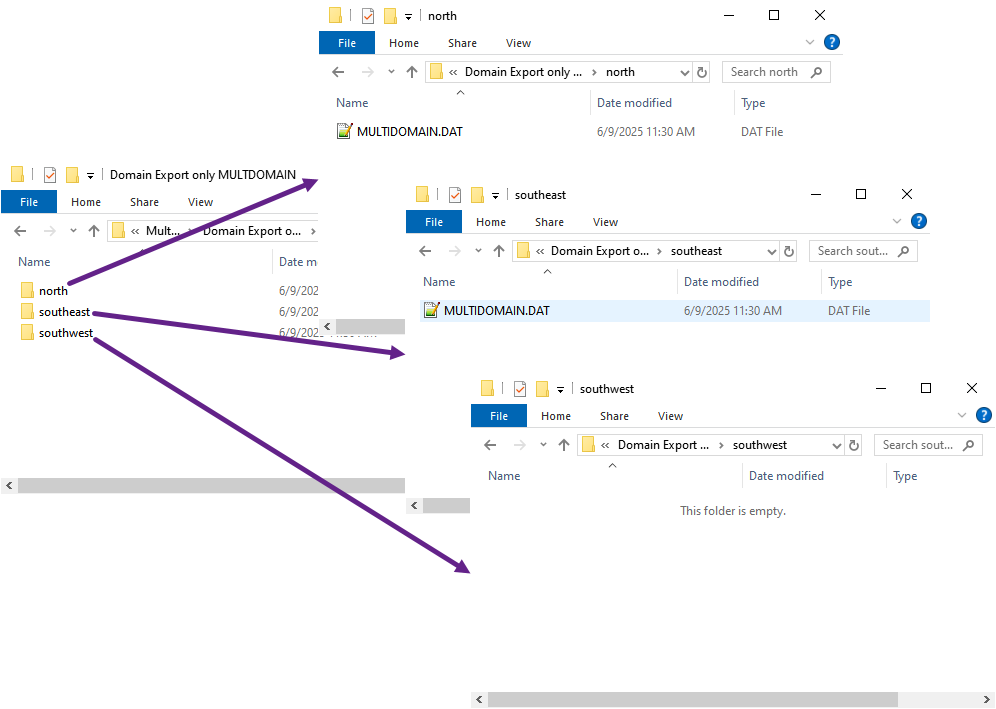 north
File Home Share View
« Domain Export only ... › north Search north
Name Date modified Type
MULTIDOMAIN.DAT 6/9/2025 11:30 AM DAT File
Domain Export only MULTDOMAIN
File Home Share View
« Mult... › Domain Export o... ›
Name Date m
north 6/9/202
southeast 6/9/202
southwest 6/9/202
southeast
File Home Share View
« Domain Export o... › southeast Search sout...
Name Date modified Type
MULTIDOMAIN.DAT 6/9/2025 11:30 AM DAT File
southwest
File Home Share View
« Domain Export ... › southwest Search sout...
Name Date modified Type
This folder is empty.